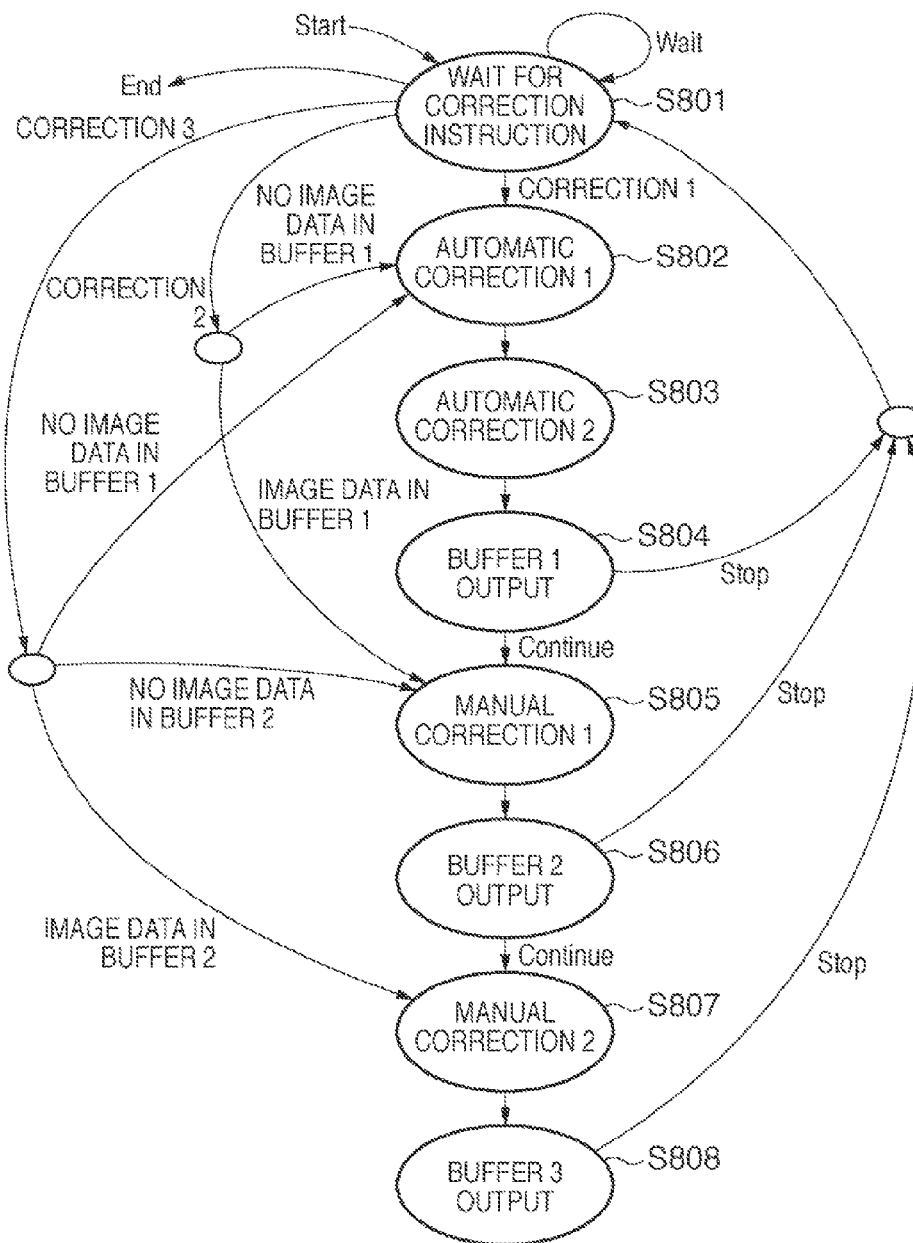 Start
Wait
End
WAIT FOR
CORRECTION
INSTRUCTION
S801
CORRECTION 3
CORRECTION 1
NO IMAGE
DATA IN
BUFFER 1
AUTOMATIC
CORRECTION 1
S802
CORRECTION
2
AUTOMATIC
CORRECTION 2
S803
NO IMAGE
DATA IN
BUFFER 1
IMAGE DATA IN
BUFFER 1
BUFFER 1
OUTPUT
S804
Stop
Continue
NO IMAGE DATA
IN BUFFER 2
MANUAL
CORRECTION 1
S805
Stop
BUFFER 2
OUTPUT
S806
IMAGE DATA IN
BUFFER 2
Continue
Stop
MANUAL
CORRECTION 2
S807
BUFFER 3
OUTPUT
S808